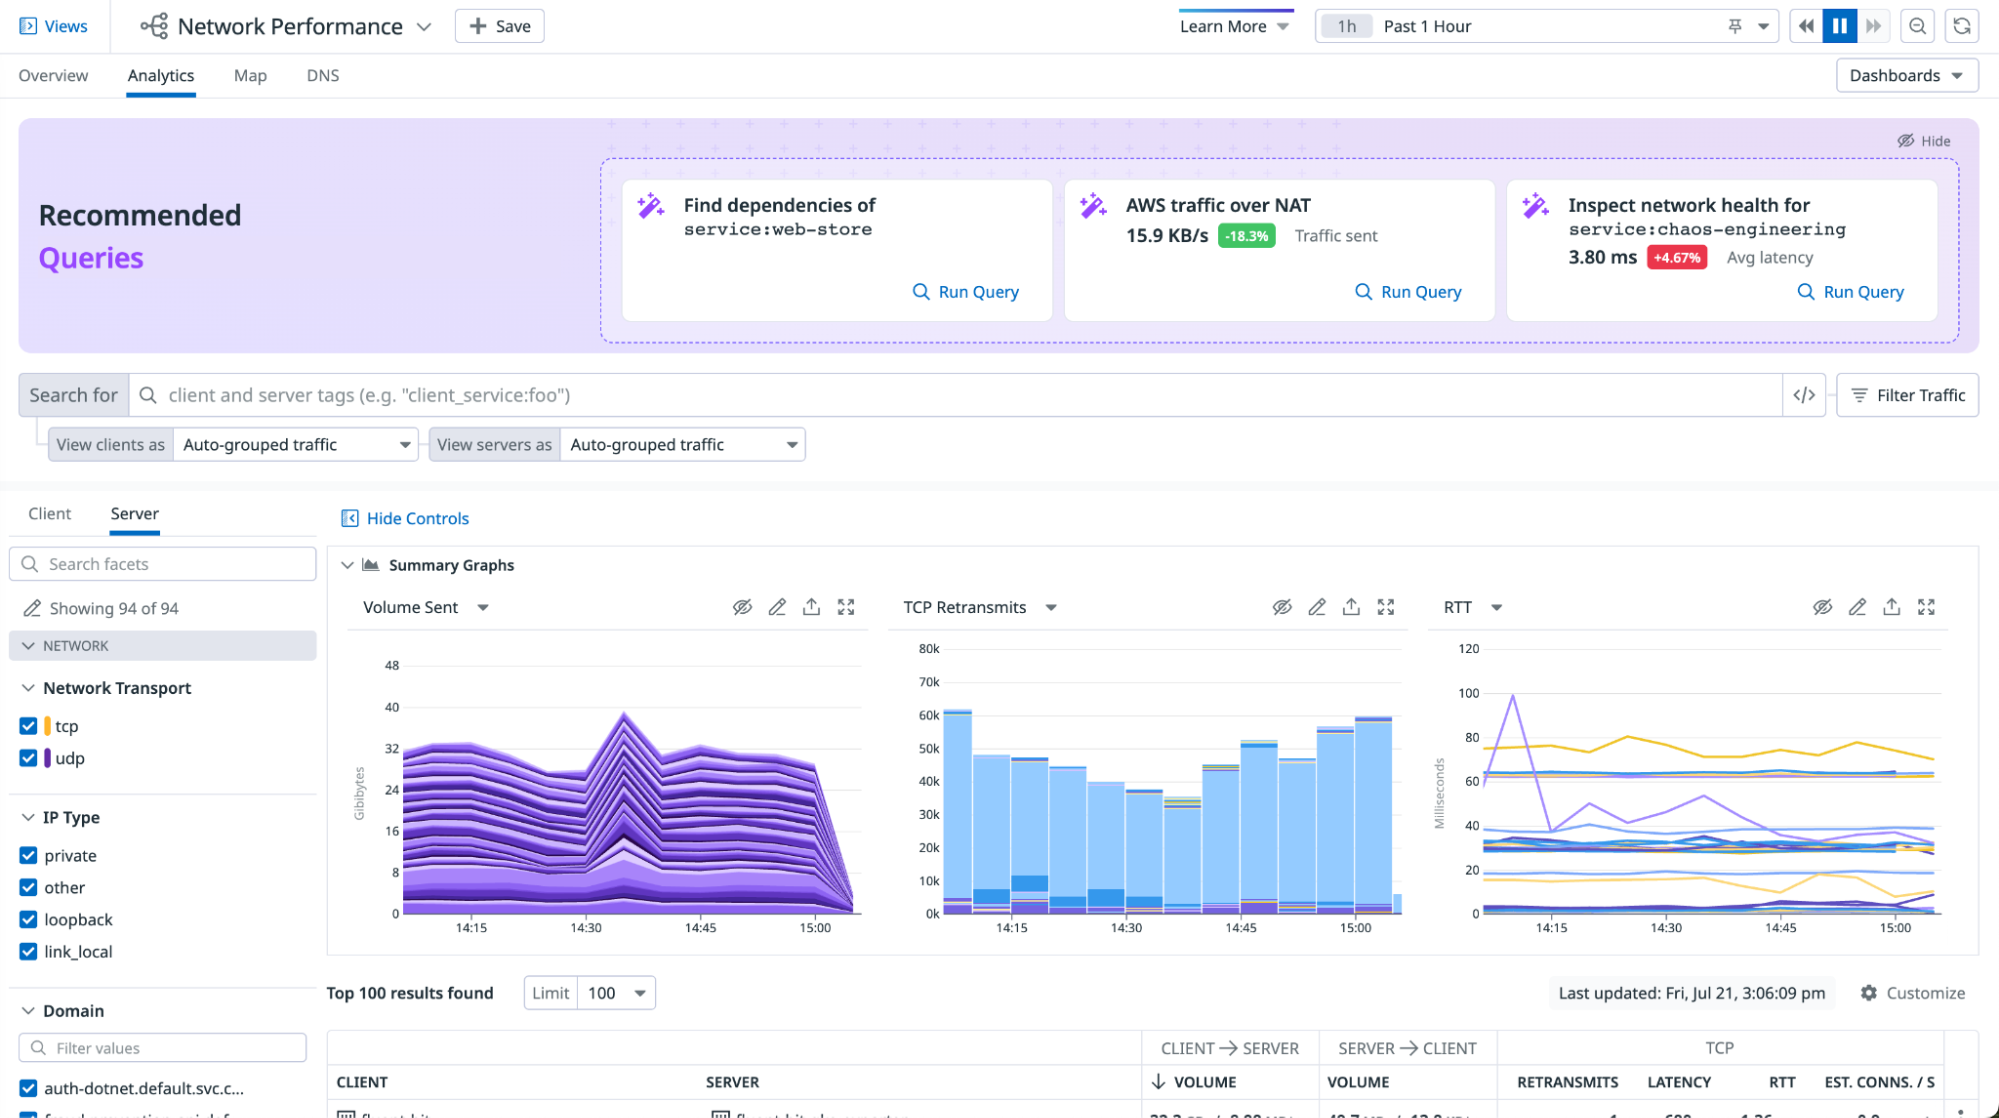 Views
Network Performance
Save
Learn More
1h Past 1 Hour
Overview Analytics Map DNS
Dashboards
Hide
Recommended
Queries
Find dependencies of
service:web-store
Run Query
AWS traffic over NAT
15.9 KB/s -18.3% Traffic sent
Run Query
Inspect network health for
service:chaos-engineering
3.80 ms +4.67% Avg latency
Run Query
Search for client and server tags (e.g. "client_service:foo")
</>
Filter Traffic
View clients as Auto-grouped traffic
View servers as Auto-grouped traffic
Client Server
Search facets
Showing 94 of 94
NETWORK
Network Transport
tcp
udp
IP Type
private
other
loopback
link_local
Domain
Filter values
auth-dotnet.default.svc.c...
Hide Controls
Summary Graphs
Volume Sent
Gibibytes
48
40
32
24
16
8
0
14:15 14:30 14:45 15:00
TCP Retransmits
80k
70k
60k
50k
40k
30k
20k
10k
0k
14:15 14:30 14:45 15:00
RTT
Milliseconds
120
100
80
60
40
20
0
14:15 14:30 14:45 15:00
Top 100 results found
Limit 100
Last updated: Fri, Jul 21, 3:06:09 pm
Customize
CLIENT → SERVER SERVER → CLIENT TCP
CLIENT SERVER ↓ VOLUME VOLUME RETRANSMITS LATENCY RTT EST. CONNS. / S